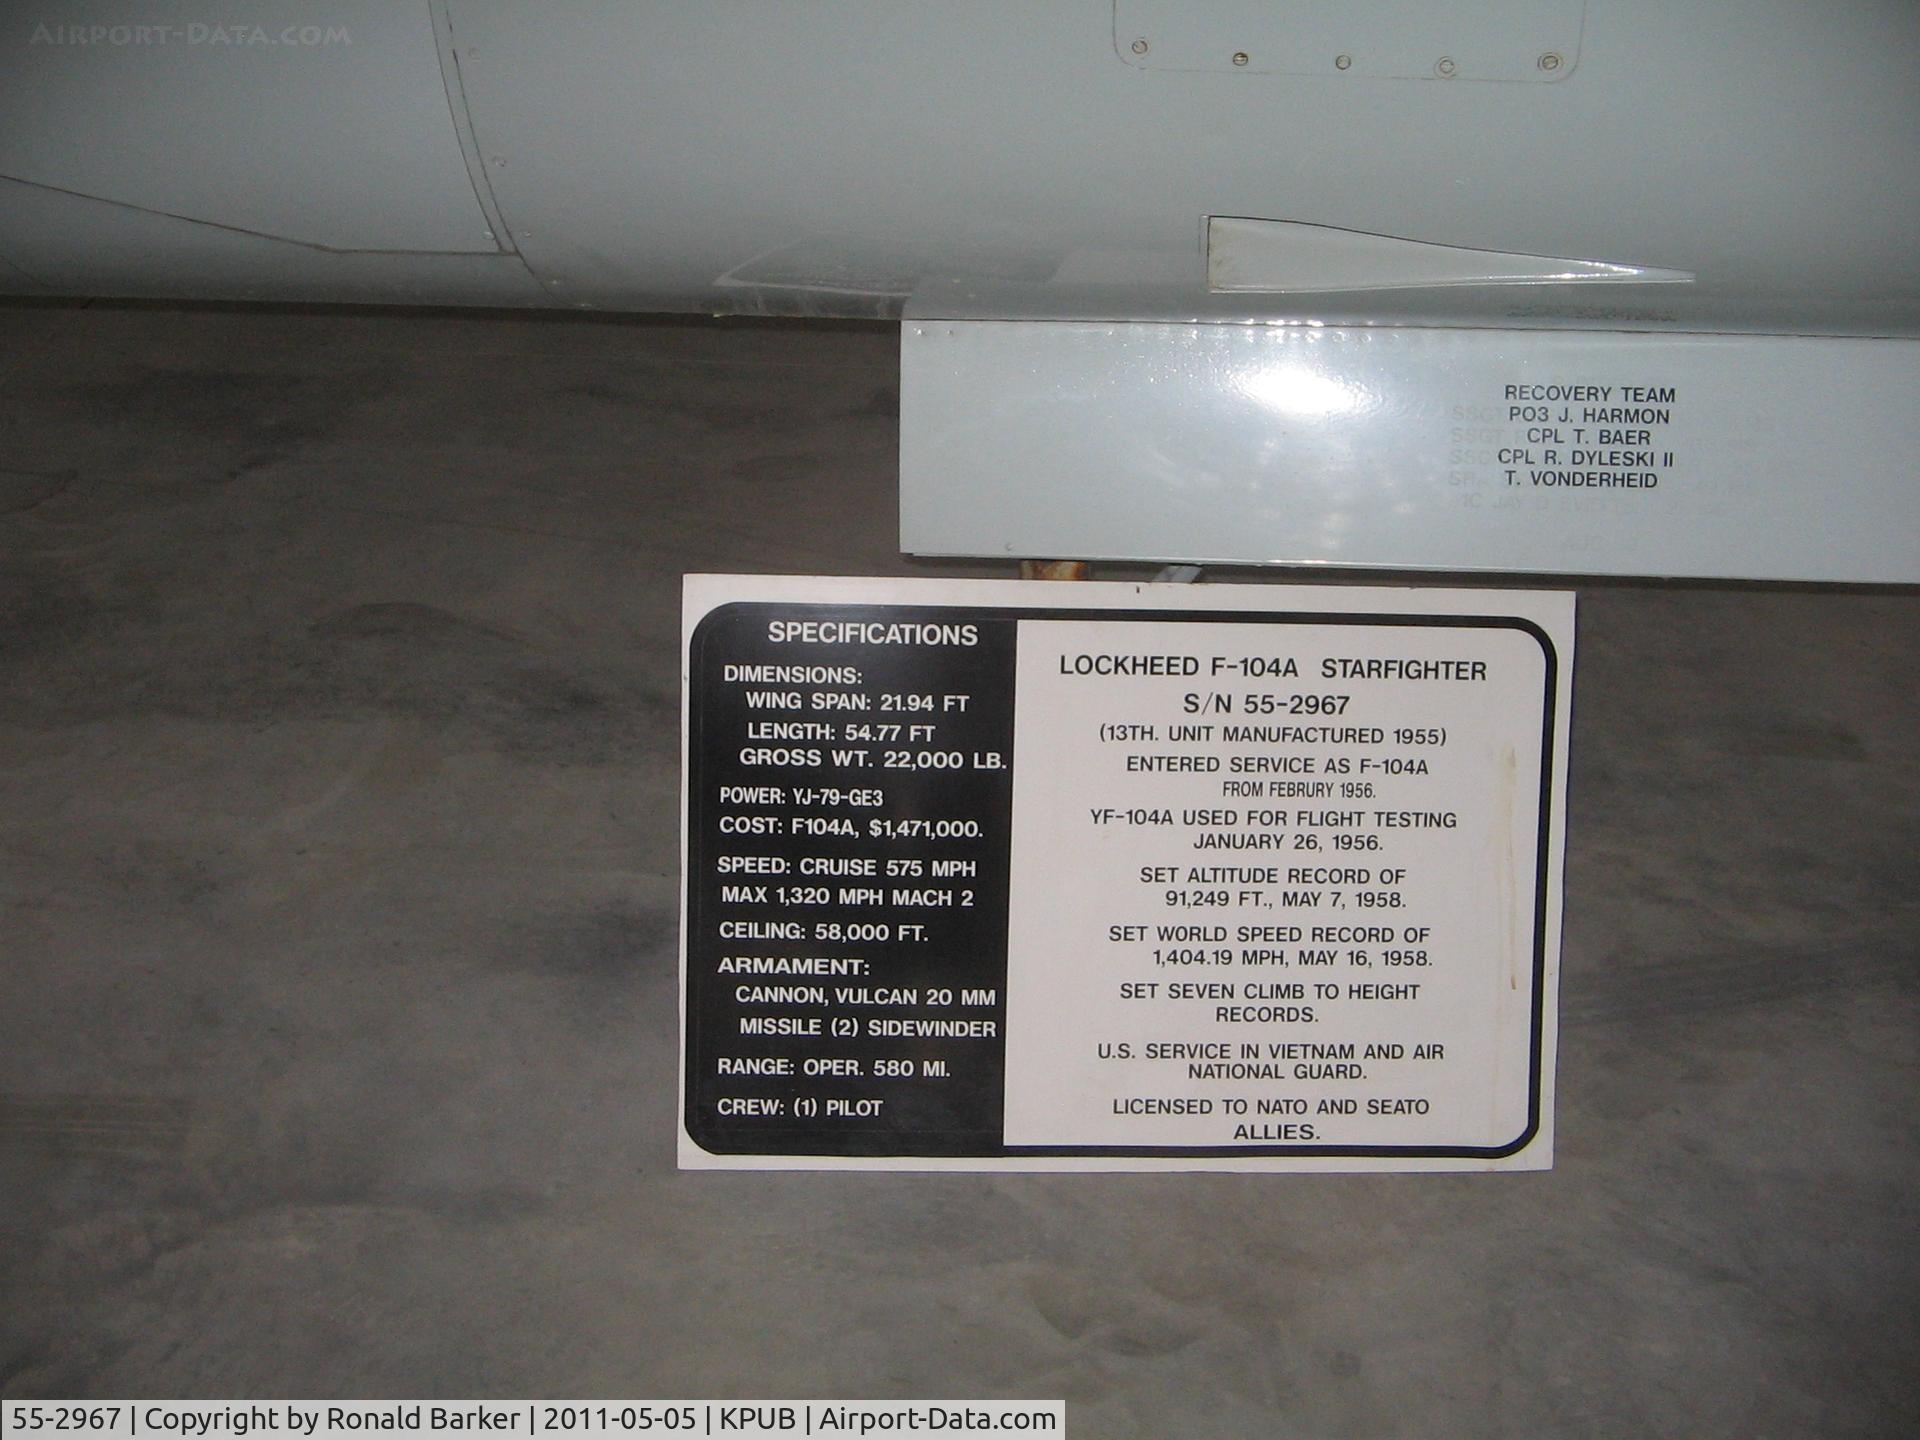 AIRPORT-DATA.COM
RECOVERY TEAM
PO3 J. HARMON
CPL T. BAER
CPL R. DYLESKI II
T. VONDERHEID
SPECIFICATIONS
DIMENSIONS:
WING SPAN: 21.94 FT
LENGTH: 54.77 FT
GROSS WT. 22,000 LB.
POWER: YJ-79-GE3
COST: F104A, $1,471,000.
SPEED: CRUISE 575 MPH
MAX 1,320 MPH MACH 2
CEILING: 58,000 FT.
ARMAMENT:
CANNON, VULCAN 20 MM
MISSILE (2) SIDEWINDER
RANGE: OPER. 580 MI.
CREW: (1) PILOT
LOCKHEED F-104A STARFIGHTER
S/N 55-2967
(13TH. UNIT MANUFACTURED 1955)
ENTERED SERVICE AS F-104A
FROM FEBRURY 1956.
YF-104A USED FOR FLIGHT TESTING
JANUARY 26, 1956.
SET ALTITUDE RECORD OF
91,249 FT., MAY 7, 1958.
SET WORLD SPEED RECORD OF
1,404.19 MPH, MAY 16, 1958.
SET SEVEN CLIMB TO HEIGHT
RECORDS.
U.S. SERVICE IN VIETNAM AND AIR
NATIONAL GUARD.
LICENSED TO NATO AND SEATO
ALLIES.
55-2967 | Copyright by Ronald Barker | 2011-05-05 | KPUB | Airport-Data.com